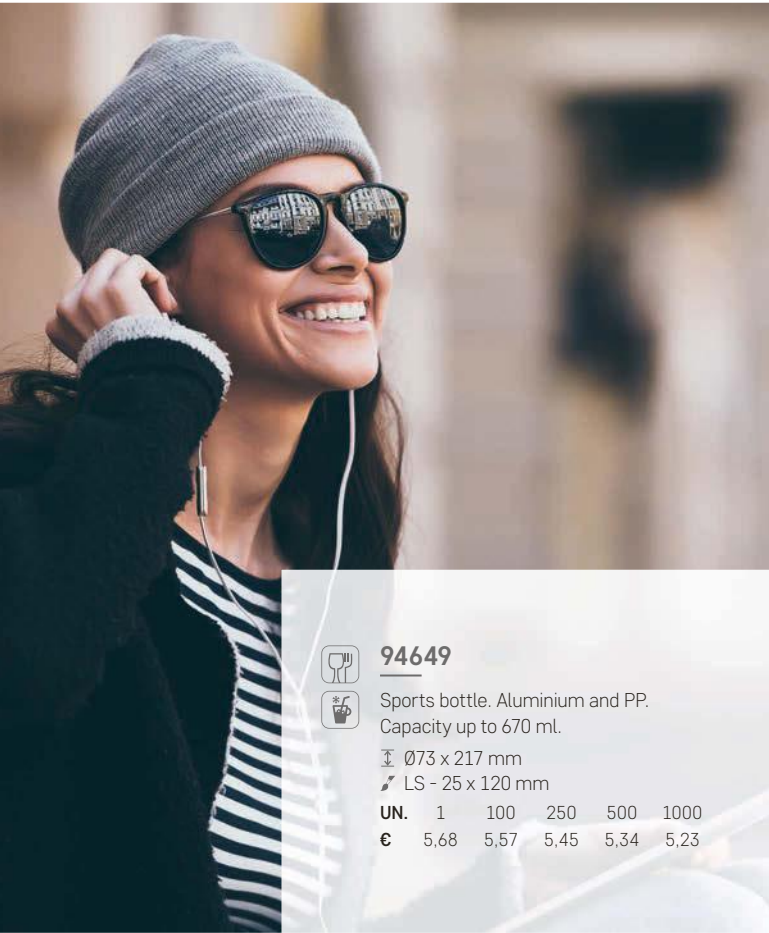 94649
Sports bottle. Aluminium and PP.
Capacity up to 670 ml.
Ø73 x 217 mm
LS - 25 x 120 mm
UN. 1 100 250 500 1000
€ 5,68 5,57 5,45 5,34 5,23